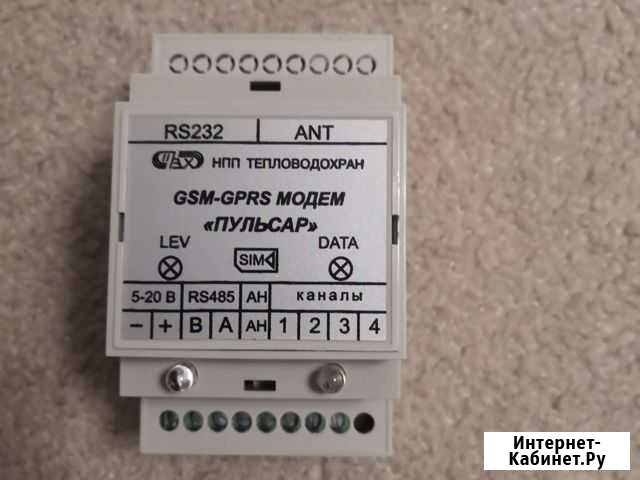 RS232 ANT
ТВХ НПП ТЕПЛОВОДОХРАН
GSM-GPRS МОДЕМ
«ПУЛЬСАР»
LEV DATA
SIM
5-20 В RS485 АН каналы
− + B A АН 1 2 3 4
Интернет-
Кабинет.Ру